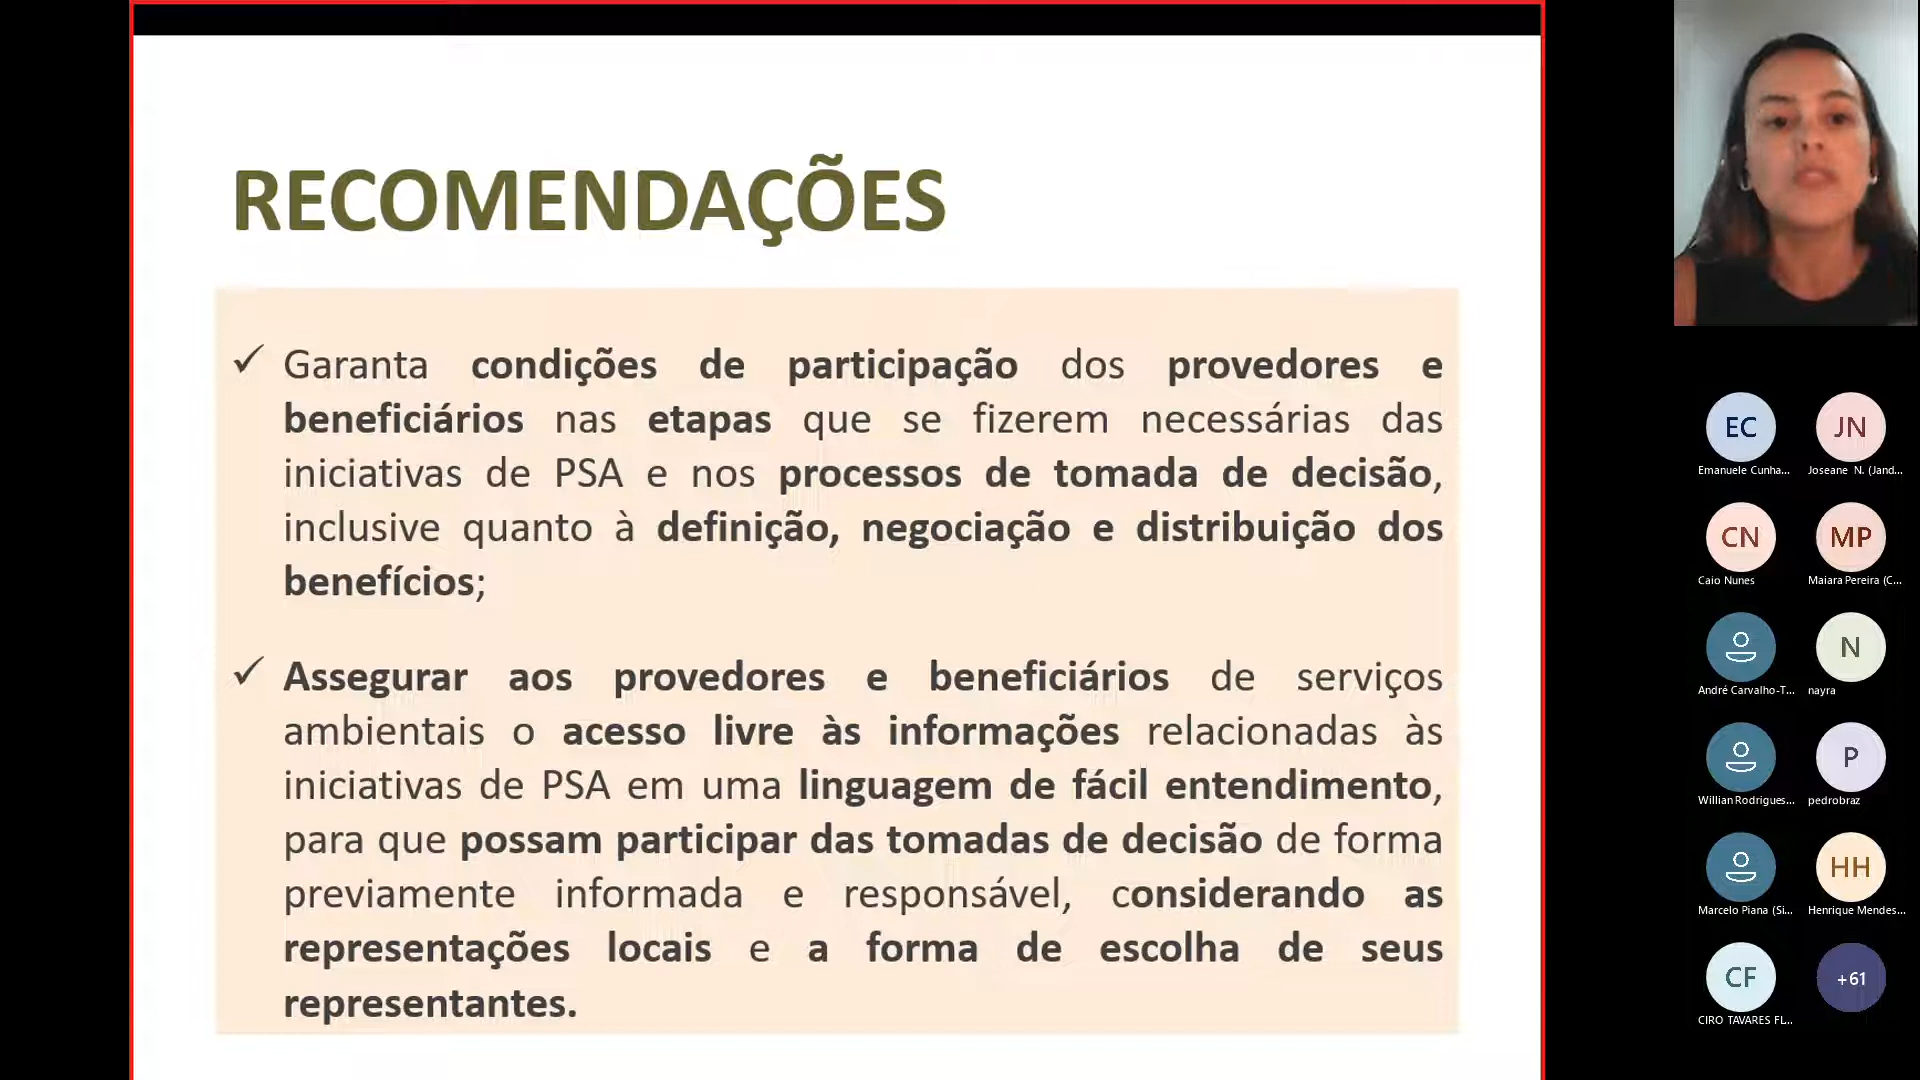 RECOMENDAÇÕES
✓ Garanta condições de participação dos provedores e
beneficiários nas etapas que se fizerem necessárias das
iniciativas de PSA e nos processos de tomada de decisão,
inclusive quanto à definição, negociação e distribuição dos
benefícios;
✓ Assegurar aos provedores e beneficiários de serviços
ambientais o acesso livre às informações relacionadas às
iniciativas de PSA em uma linguagem de fácil entendimento,
para que possam participar das tomadas de decisão de forma
previamente informada e responsável, considerando as
representações locais e a forma de escolha de seus
representantes.
EC
Emanuele Cunha...
JN
Joseane N. (Jand...
CN
Caio Nunes
MP
Maiara Pereira (C...
André Carvalho-T...
N
nayra
Willian Rodrigues...
P
pedrobraz
Marcelo Piana (Si...
HH
Henrique Mendes...
CF
CIRO TAVARES FL...
+61